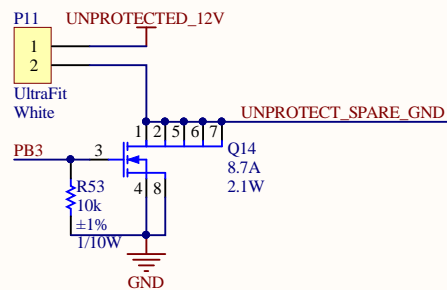 P11
UNPROTECTED_12V
1
2
UltraFit
White
UNPROTECT_SPARE_GND
1 2 5 6 7
Q14
8.7A
2.1W
PB3
3
R53
10k
±1%
1/10W
4 8
GND